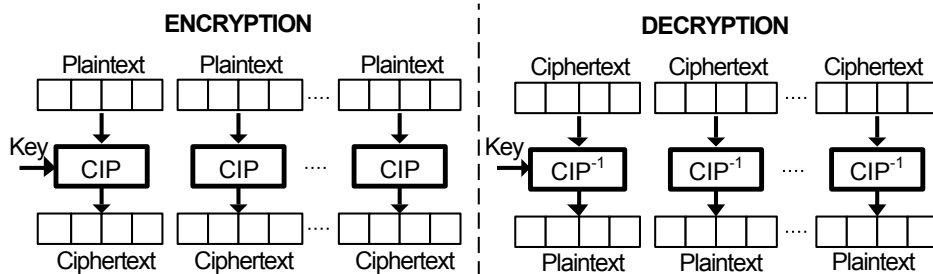 ENCRYPTION
Plaintext Plaintext Plaintext
....
Key CIP CIP .... CIP
....
Ciphertext Ciphertext Ciphertext
DECRYPTION
Ciphertext Ciphertext Ciphertext
....
Key CIP⁻¹ CIP⁻¹ .... CIP⁻¹
....
Plaintext Plaintext Plaintext